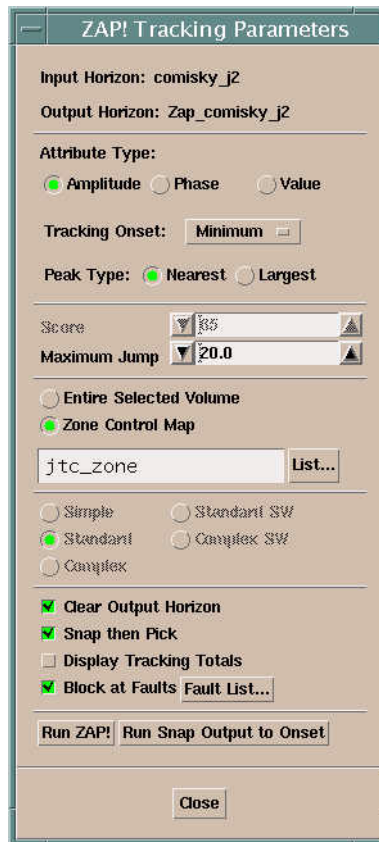 ZAP! Tracking Parameters
Input Horizon: comisky_j2
Output Horizon: Zap_comisky_j2
Attribute Type:
Amplitude Phase Value
Tracking Onset: Minimum
Peak Type: Nearest Largest
Score 65
Maximum Jump 20.0
Entire Selected Volume
Zone Control Map
jtc_zone List...
Simple Standard SW
Standard Complex SW
Complex
Clear Output Horizon
Snap then Pick
Display Tracking Totals
Block at Faults Fault List...
Run ZAP! Run Snap Output to Onset
Close